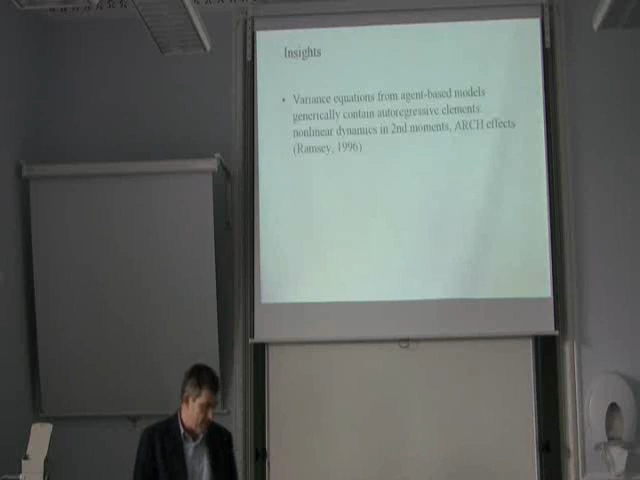 Insights
• Variance equations from agent-based models
generically contain autoregressive elements:
nonlinear dynamics in 2nd moments, ARCH effects
(Ramsey, 1996)